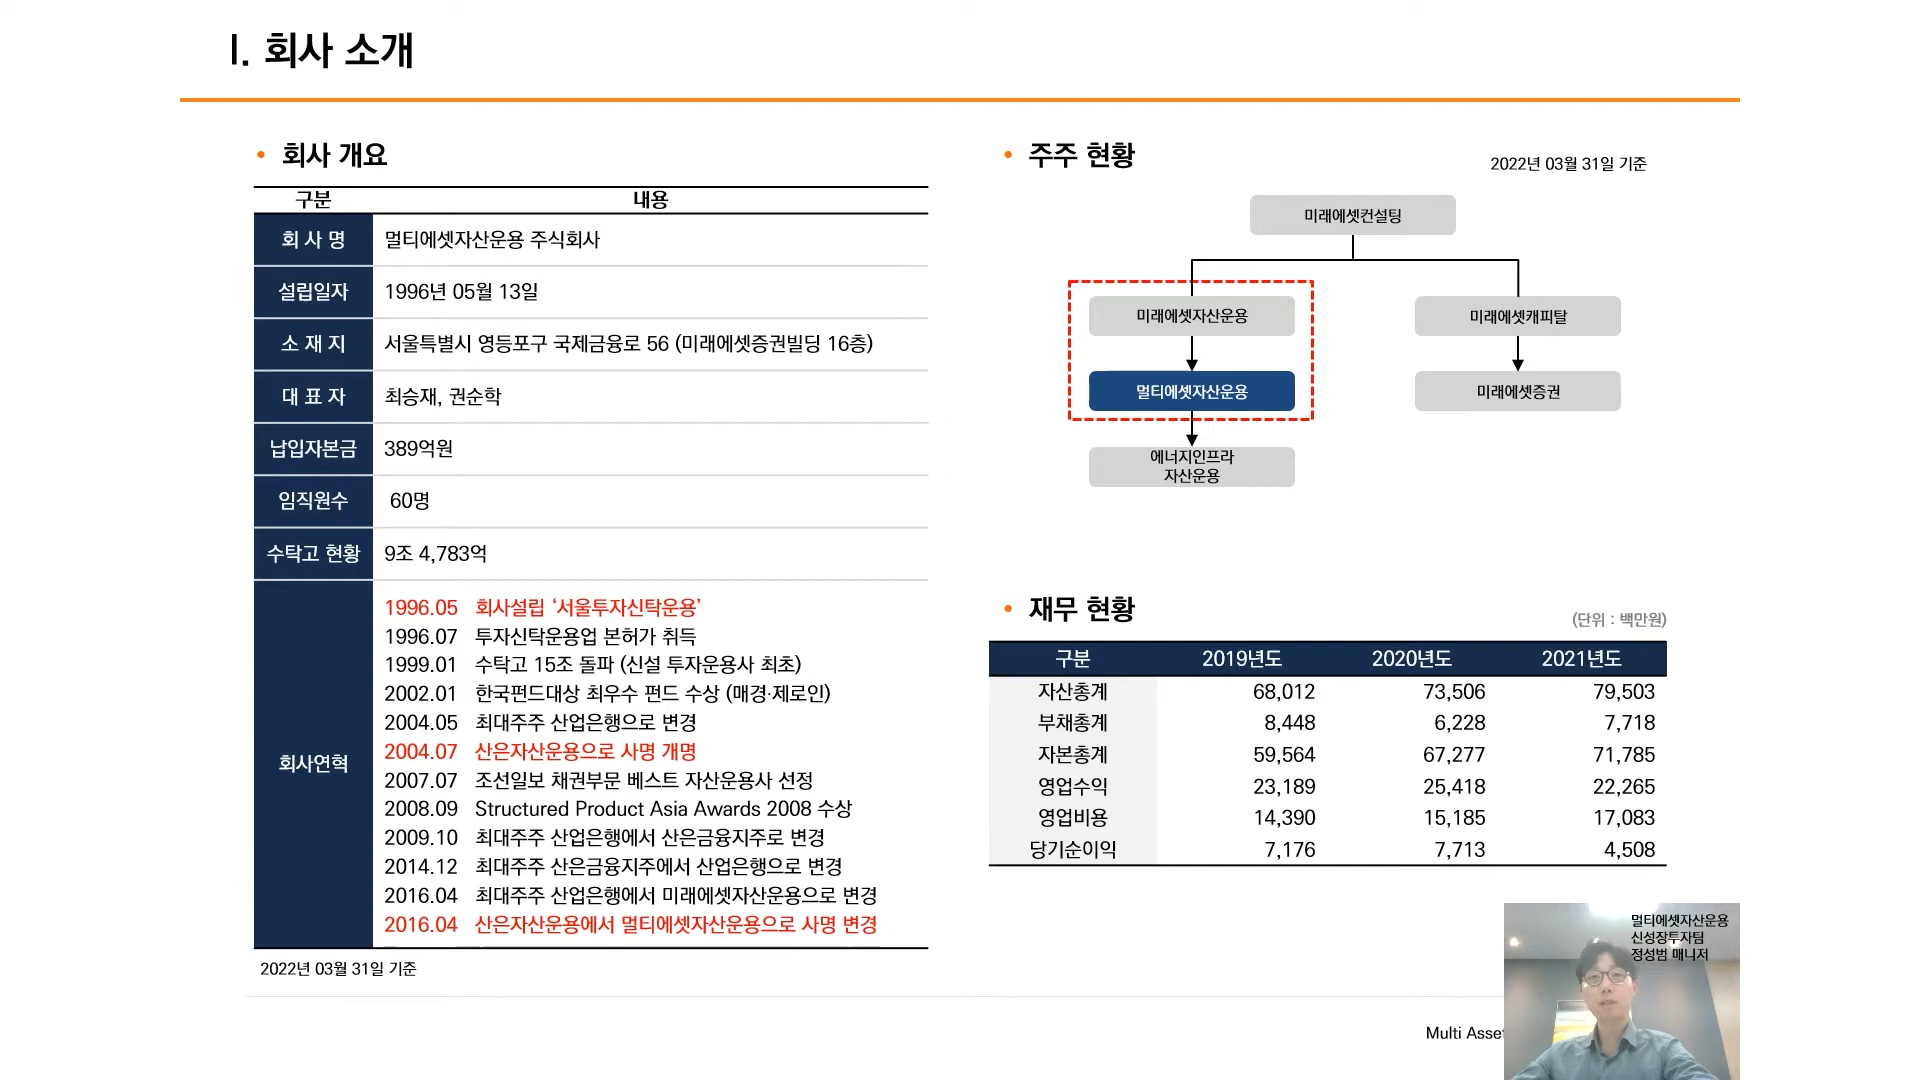 I. 회사 소개
• 회사 개요
구분 내용
회 사 명 멀티에셋자산운용 주식회사
설립일자 1996년 05월 13일
소 재 지 서울특별시 영등포구 국제금융로 56 (미래에셋증권빌딩 16층)
대 표 자 최승재, 권순학
납입자본금 389억원
임직원수 60명
수탁고 현황 9조 4,783억
회사연혁
1996.05 회사설립 ‘서울투자신탁운용’
1996.07 투자신탁운용업 본허가 취득
1999.01 수탁고 15조 돌파 (신설 투자운용사 최초)
2002.01 한국펀드대상 최우수 펀드 수상 (매경·제로인)
2004.05 최대주주 산업은행으로 변경
2004.07 산은자산운용으로 사명 개명
2007.07 조선일보 채권부문 베스트 자산운용사 선정
2008.09 Structured Product Asia Awards 2008 수상
2009.10 최대주주 산업은행에서 산은금융지주로 변경
2014.12 최대주주 산은금융지주에서 산업은행으로 변경
2016.04 최대주주 산업은행에서 미래에셋자산운용으로 변경
2016.04 산은자산운용에서 멀티에셋자산운용으로 사명 변경
2022년 03월 31일 기준
• 주주 현황
2022년 03월 31일 기준
미래에셋컨설팅
미래에셋자산운용 미래에셋캐피탈
멀티에셋자산운용 미래에셋증권
에너지인프라
자산운용
• 재무 현황
(단위 : 백만원)
구분 2019년도 2020년도 2021년도
자산총계 68,012 73,506 79,503
부채총계 8,448 6,228 7,718
자본총계 59,564 67,277 71,785
영업수익 23,189 25,418 22,265
영업비용 14,390 15,185 17,083
당기순이익 7,176 7,713 4,508
멀티에셋자산운용
신성장투자팀
정성범 매니저
Multi Asset